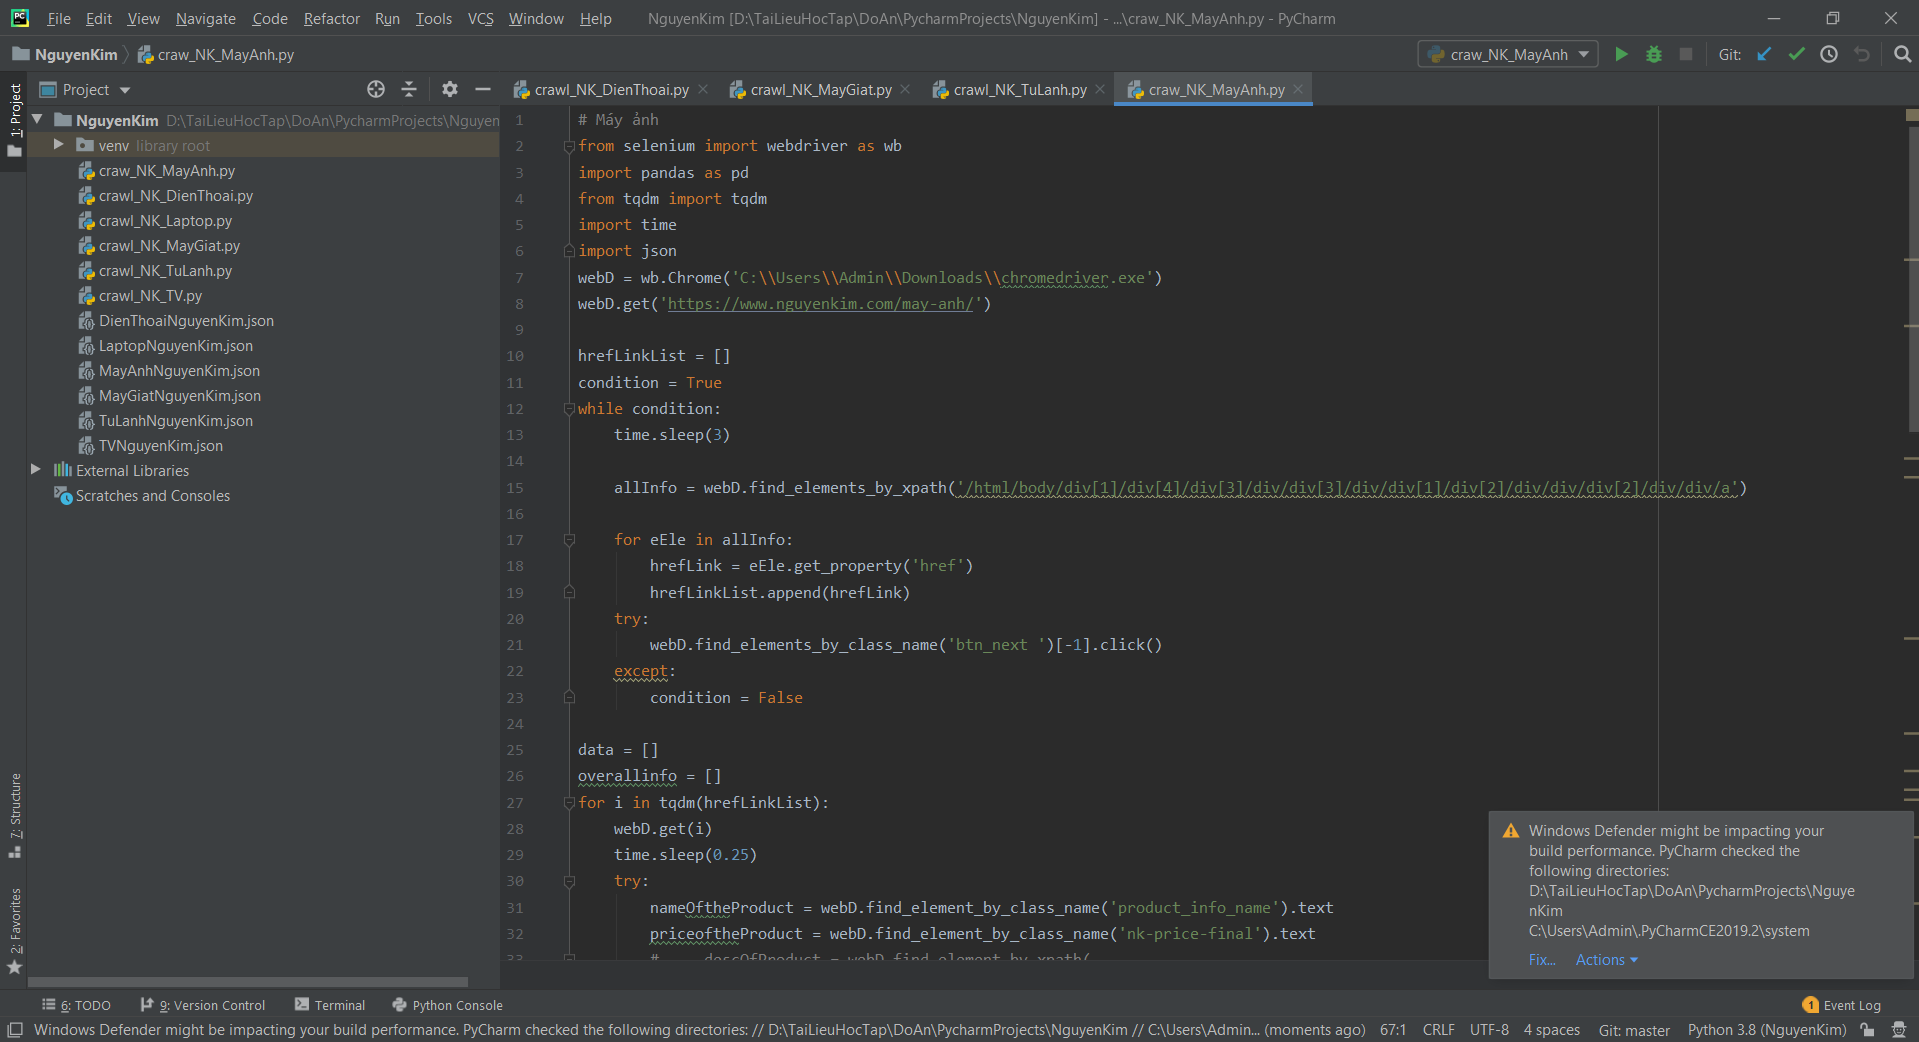 File Edit View Navigate Code Refactor Run Tools VCS Window Help NguyenKim [D:\TaiLieuHocTap\DoAn\PycharmProjects\NguyenKim] - ...\craw_NK_MayAnh.py - PyCharm
NguyenKim craw_NK_MayAnh.py
craw_NK_MayAnh Git:
Project
crawl_NK_DienThoai.py crawl_NK_MayGiat.py crawl_NK_TuLanh.py craw_NK_MayAnh.py
1: Project
7: Structure
2: Favorites
NguyenKim D:\TaiLieuHocTap\DoAn\PycharmProjects\Nguyen
venv library root
craw_NK_MayAnh.py
crawl_NK_DienThoai.py
crawl_NK_Laptop.py
crawl_NK_MayGiat.py
crawl_NK_TuLanh.py
crawl_NK_TV.py
DienThoaiNguyenKim.json
LaptopNguyenKim.json
MayAnhNguyenKim.json
MayGiatNguyenKim.json
TuLanhNguyenKim.json
TVNguyenKim.json
External Libraries
Scratches and Consoles
1 # Máy ảnh
2 from selenium import webdriver as wb
3 import pandas as pd
4 from tqdm import tqdm
5 import time
6 import json
7 webD = wb.Chrome('C:\\Users\\Admin\\Downloads\\chromedriver.exe')
8 webD.get('https://www.nguyenkim.com/may-anh/')
9
10 hrefLinkList = []
11 condition = True
12 while condition:
13 time.sleep(3)
14
15 allInfo = webD.find_elements_by_xpath('/html/body/div[1]/div[4]/div[3]/div/div[3]/div/div[1]/div[2]/div/div/div[2]/div/div/a')
16
17 for eEle in allInfo:
18 hrefLink = eEle.get_property('href')
19 hrefLinkList.append(hrefLink)
20 try:
21 webD.find_elements_by_class_name('btn_next ')[-1].click()
22 except:
23 condition = False
24
25 data = []
26 overallinfo = []
27 for i in tqdm(hrefLinkList):
28 webD.get(i)
29 time.sleep(0.25)
30 try:
31 nameOftheProduct = webD.find_element_by_class_name('product_info_name').text
32 priceoftheProduct = webD.find_element_by_class_name('nk-price-final').text
33 # descOfProduct = webD.find_element_by_xpath(
Windows Defender might be impacting your
build performance. PyCharm checked the
following directories:
D:\TaiLieuHocTap\DoAn\PycharmProjects\Nguye
nKim
C:\Users\Admin\.PyCharmCE2019.2\system
Fix... Actions
6: TODO 9: Version Control Terminal Python Console 1 Event Log
Windows Defender might be impacting your build performance. PyCharm checked the following directories: // D:\TaiLieuHocTap\DoAn\PycharmProjects\NguyenKim // C:\Users\Admin... (moments ago) 67:1 CRLF UTF-8 4 spaces Git: master Python 3.8 (NguyenKim)